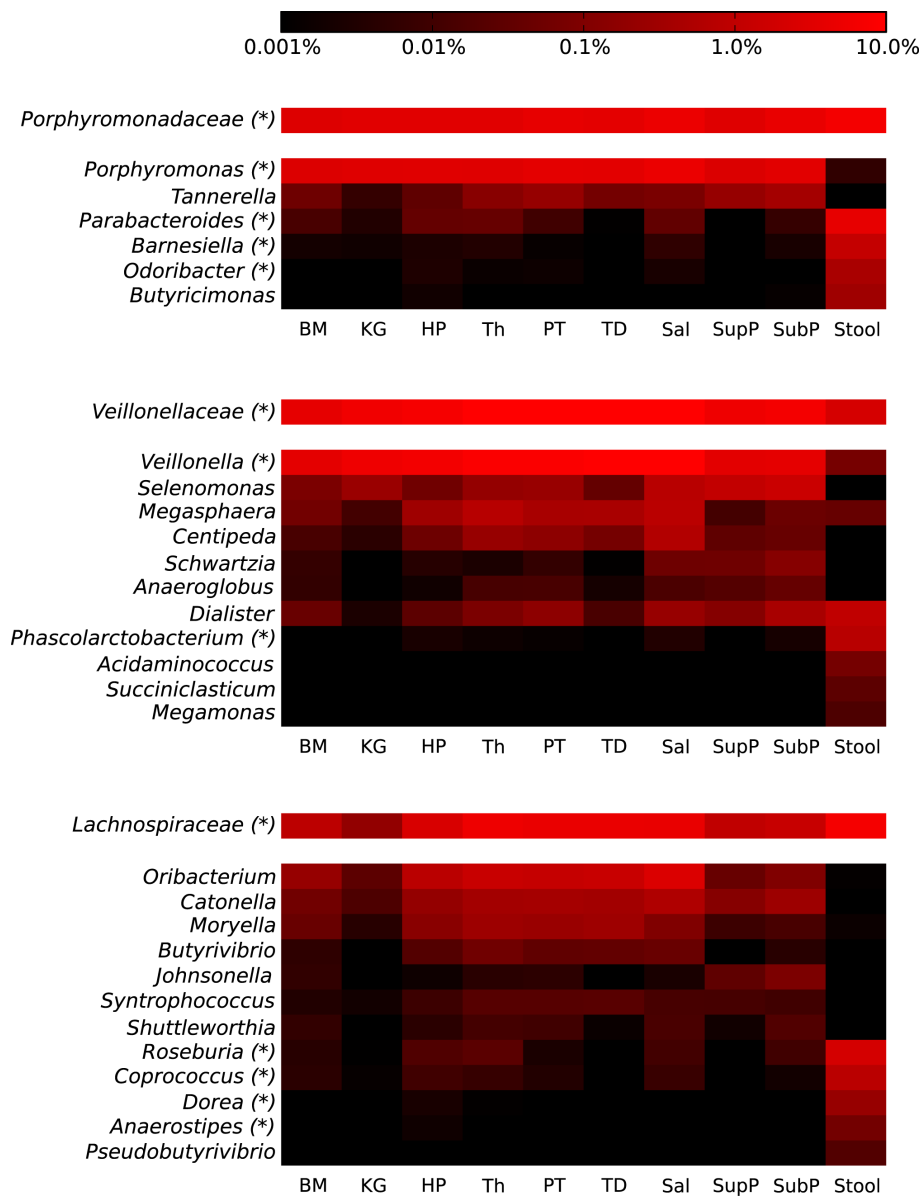 0.001% 0.01% 0.1% 1.0% 10.0%
Porphyromonadaceae (*)
Porphyromonas (*)
Tannerella
Parabacteroides (*)
Barnesiella (*)
Odoribacter (*)
Butyricimonas
BM KG HP Th PT TD Sal SupP SubP Stool
Veillonellaceae (*)
Veillonella (*)
Selenomonas
Megasphaera
Centipeda
Schwartzia
Anaeroglobus
Dialister
Phascolarctobacterium (*)
Acidaminococcus
Succiniclasticum
Megamonas
BM KG HP Th PT TD Sal SupP SubP Stool
Lachnospiraceae (*)
Oribacterium
Catonella
Moryella
Butyrivibrio
Johnsonella
Syntrophococcus
Shuttleworthia
Roseburia (*)
Coprococcus (*)
Dorea (*)
Anaerostipes (*)
Pseudobutyrivibrio
BM KG HP Th PT TD Sal SupP SubP Stool